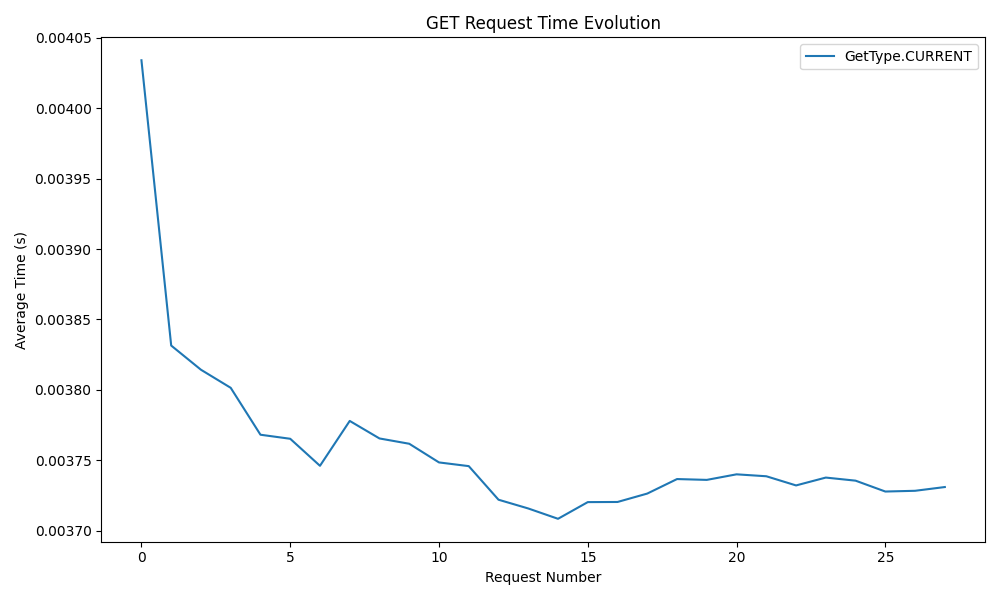 GET Request Time Evolution
GetType.CURRENT
Average Time (s)
0.00405
0.00400
0.00395
0.00390
0.00385
0.00380
0.00375
0.00370
0 5 10 15 20 25
Request Number